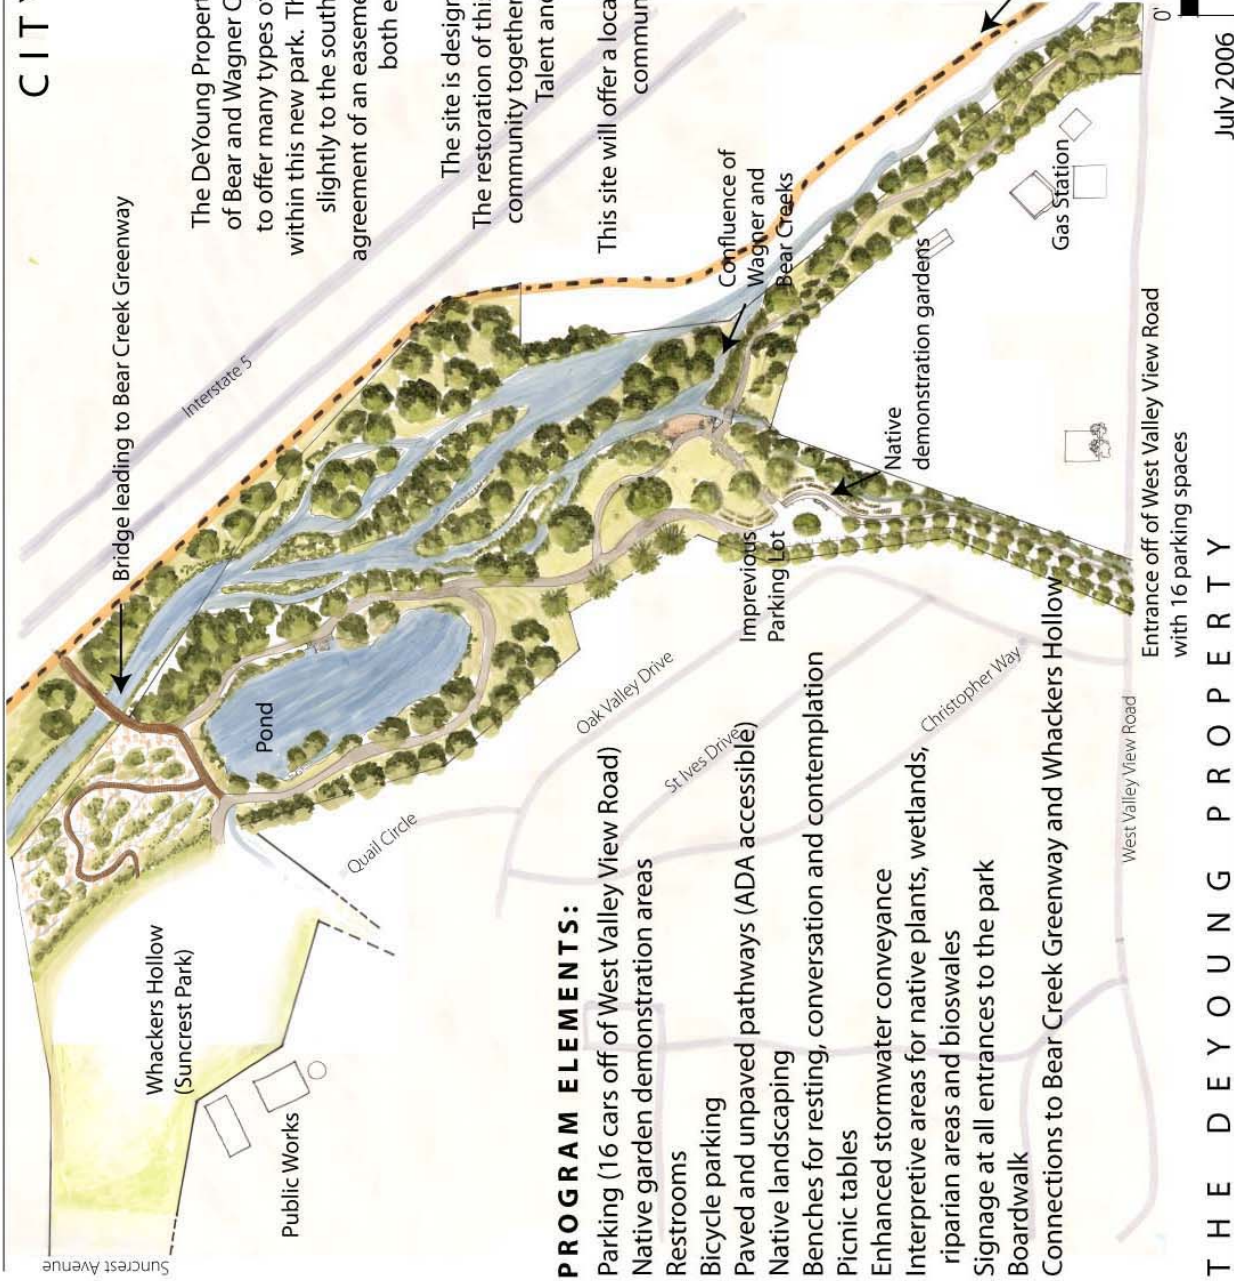 CITY
The DeYoung Propert
of Bear and Wagner C
to offer many types of
within this new park. Th
slightly to the south
agreement of an easeme
both e
The site is design
The restoration of this
community together
Talent and
This site will offer a loca
commun
Bridge leading to Bear Creek Greenway
Interstate 5
Confluence of
Wagner and
Bear Creeks
Gas Station
Native
demonstration gardens
Imprevious
Parking Lot
Entrance off of West Valley View Road
with 16 parking spaces
West Valley View Road
Pond
Oak Valley Drive
St Ives Drive
Christopher Way
Quail Circle
Whackers Hollow
(Suncrest Park)
Public Works
Suncrest Avenue
PROGRAM ELEMENTS:
Parking (16 cars off of West Valley View Road)
Native garden demonstration areas
Restrooms
Bicycle parking
Paved and unpaved pathways (ADA accessible)
Native landscaping
Benches for resting, conversation and contemplation
Picnic tables
Enhanced stormwater conveyance
Interpretive areas for native plants, wetlands,
riparian areas and bioswales
Signage at all entrances to the park
Boardwalk
Connections to Bear Creek Greenway and Whackers Hollow
THE DEYOUNG PROPERTY
0'
July 2006